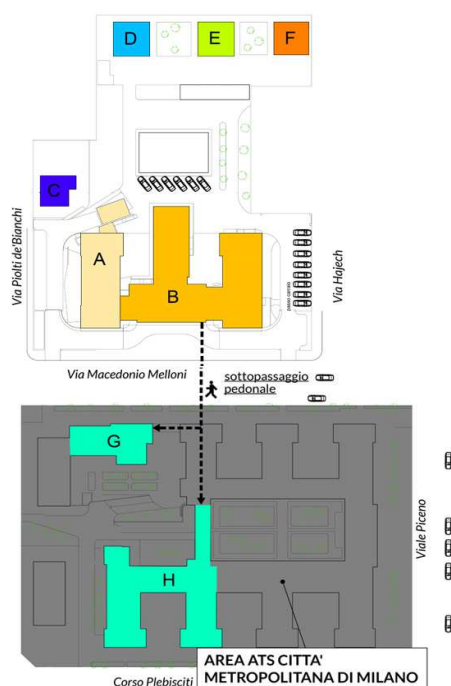 D
E
F
C
A
B
Via Piolti de'Bianchi
Via Hajech
Via Macedonio Melloni
sottopassaggio
pedonale
G
H
Viale Piceno
AREA ATS CITTA'
METROPOLITANA DI MILANO
Corso Plebisciti